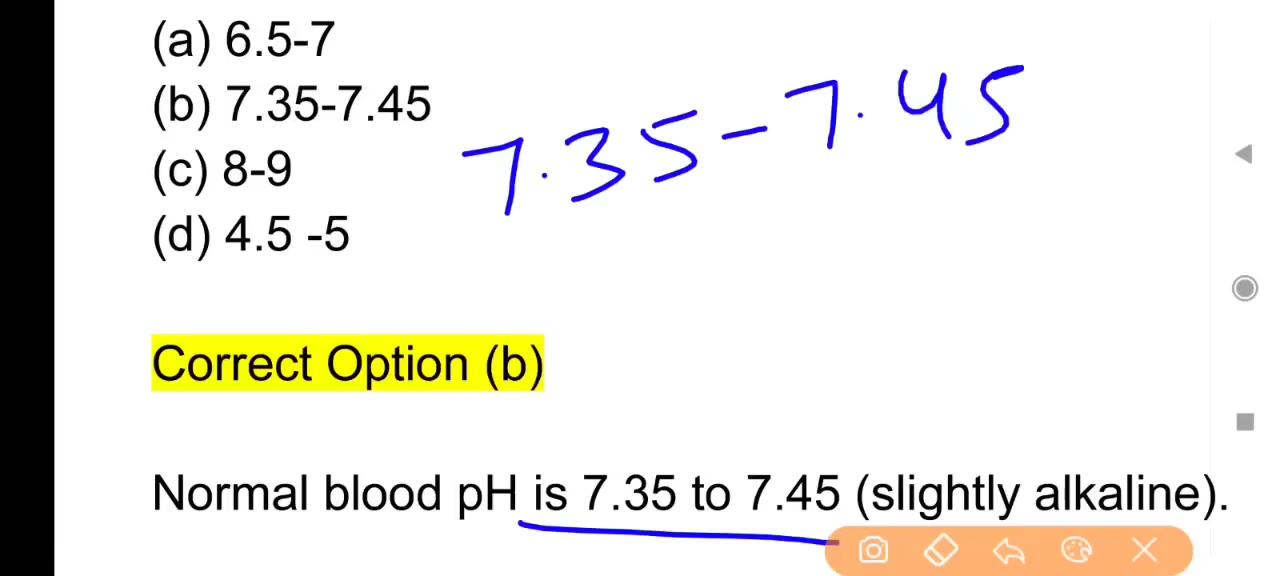 (a) 6.5-7
(b) 7.35-7.45
7.35-7.45
(c) 8-9
(d) 4.5 -5
Correct Option (b)
Normal blood pH is 7.35 to 7.45 (slightly alkaline).